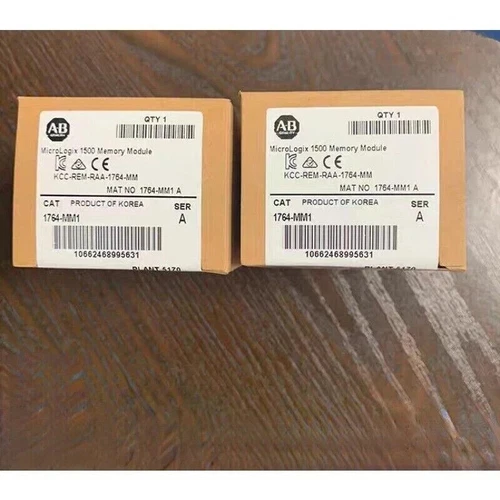 AB
QTY 1
MicroLogix 1500 Memory Module
KCC-REM-RAA-1764-MM
MAT NO 1764-MM1 A
CAT PRODUCT OF KOREA SER
1764-MM1 A
10662468995631
AB
QTY 1
MicroLogix 1500 Memory Module
KCC-REM-RAA-1764-MM
MAT NO 1764-MM1 A
CAT PRODUCT OF KOREA SER
1764-MM1 A
10662468995631